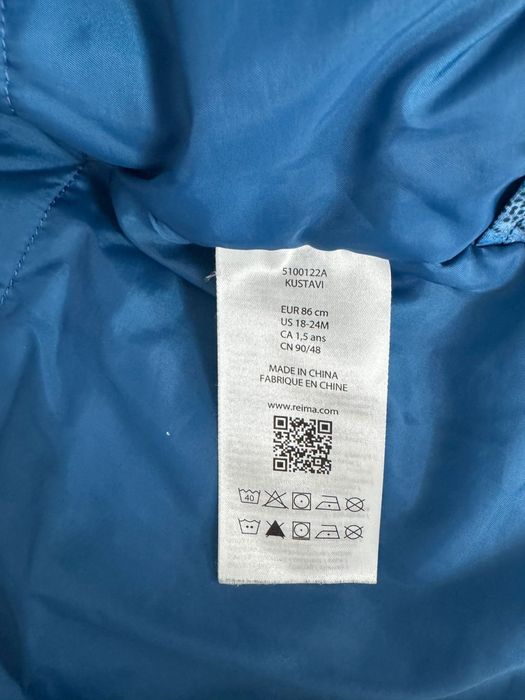 5100122A
KUSTAVI
EUR 86 cm
US 18-24M
CA 1,5 ans
CN 90/48
MADE IN CHINA
FABRIQUE EN CHINE
www.reima.com
40